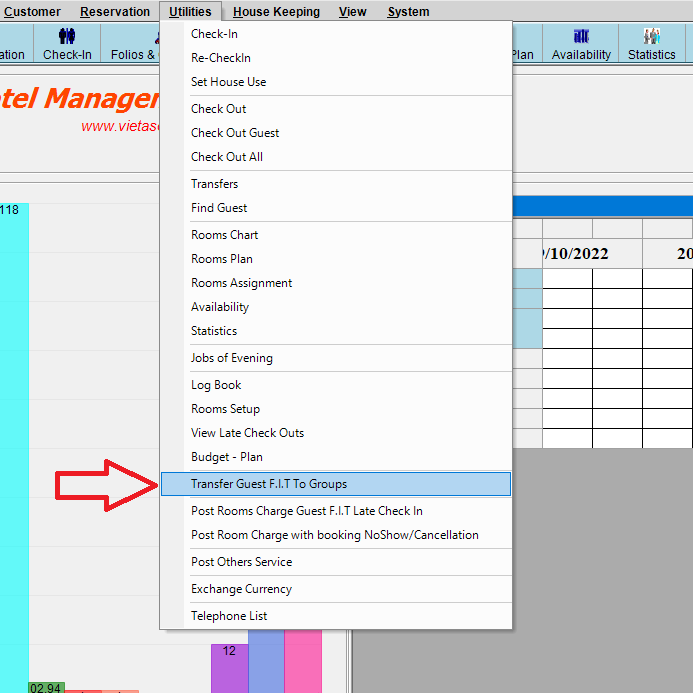 Customer Reservation Utilities House Keeping View System
ation Check-In Folios & Plan Availability Statistics
tel Manager
www.vietas
Check-In
Re-CheckIn
Set House Use
Check Out
Check Out Guest
Check Out All
Transfers
Find Guest
Rooms Chart
Rooms Plan
Rooms Assignment
Availability
Statistics
Jobs of Evening
Log Book
Rooms Setup
View Late Check Outs
Budget - Plan
Transfer Guest F.I.T To Groups
Post Rooms Charge Guest F.I.T Late Check In
Post Room Charge with booking NoShow/Cancellation
Post Others Service
Exchange Currency
Telephone List
118
/10/2022 20
12
02.94